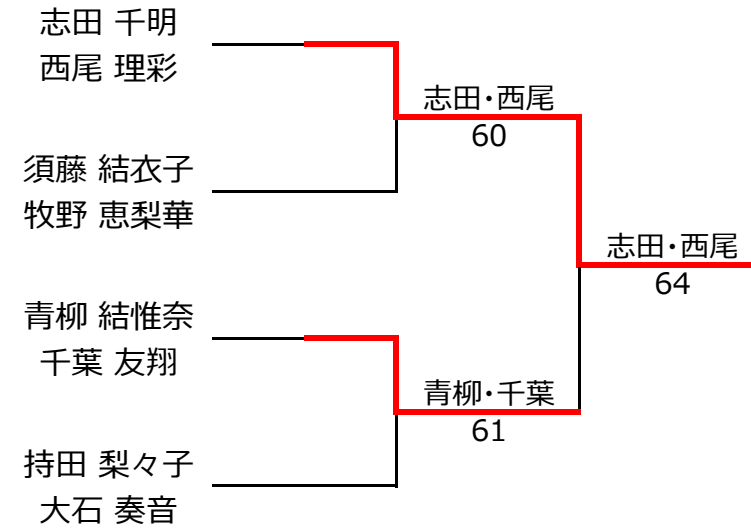 志田 千明
西尾 理彩
志田・西尾
60
須藤 結衣子
牧野 恵梨華
志田・西尾
64
青柳 結惟奈
千葉 友翔
青柳・千葉
61
持田 梨々子
大石 奏音